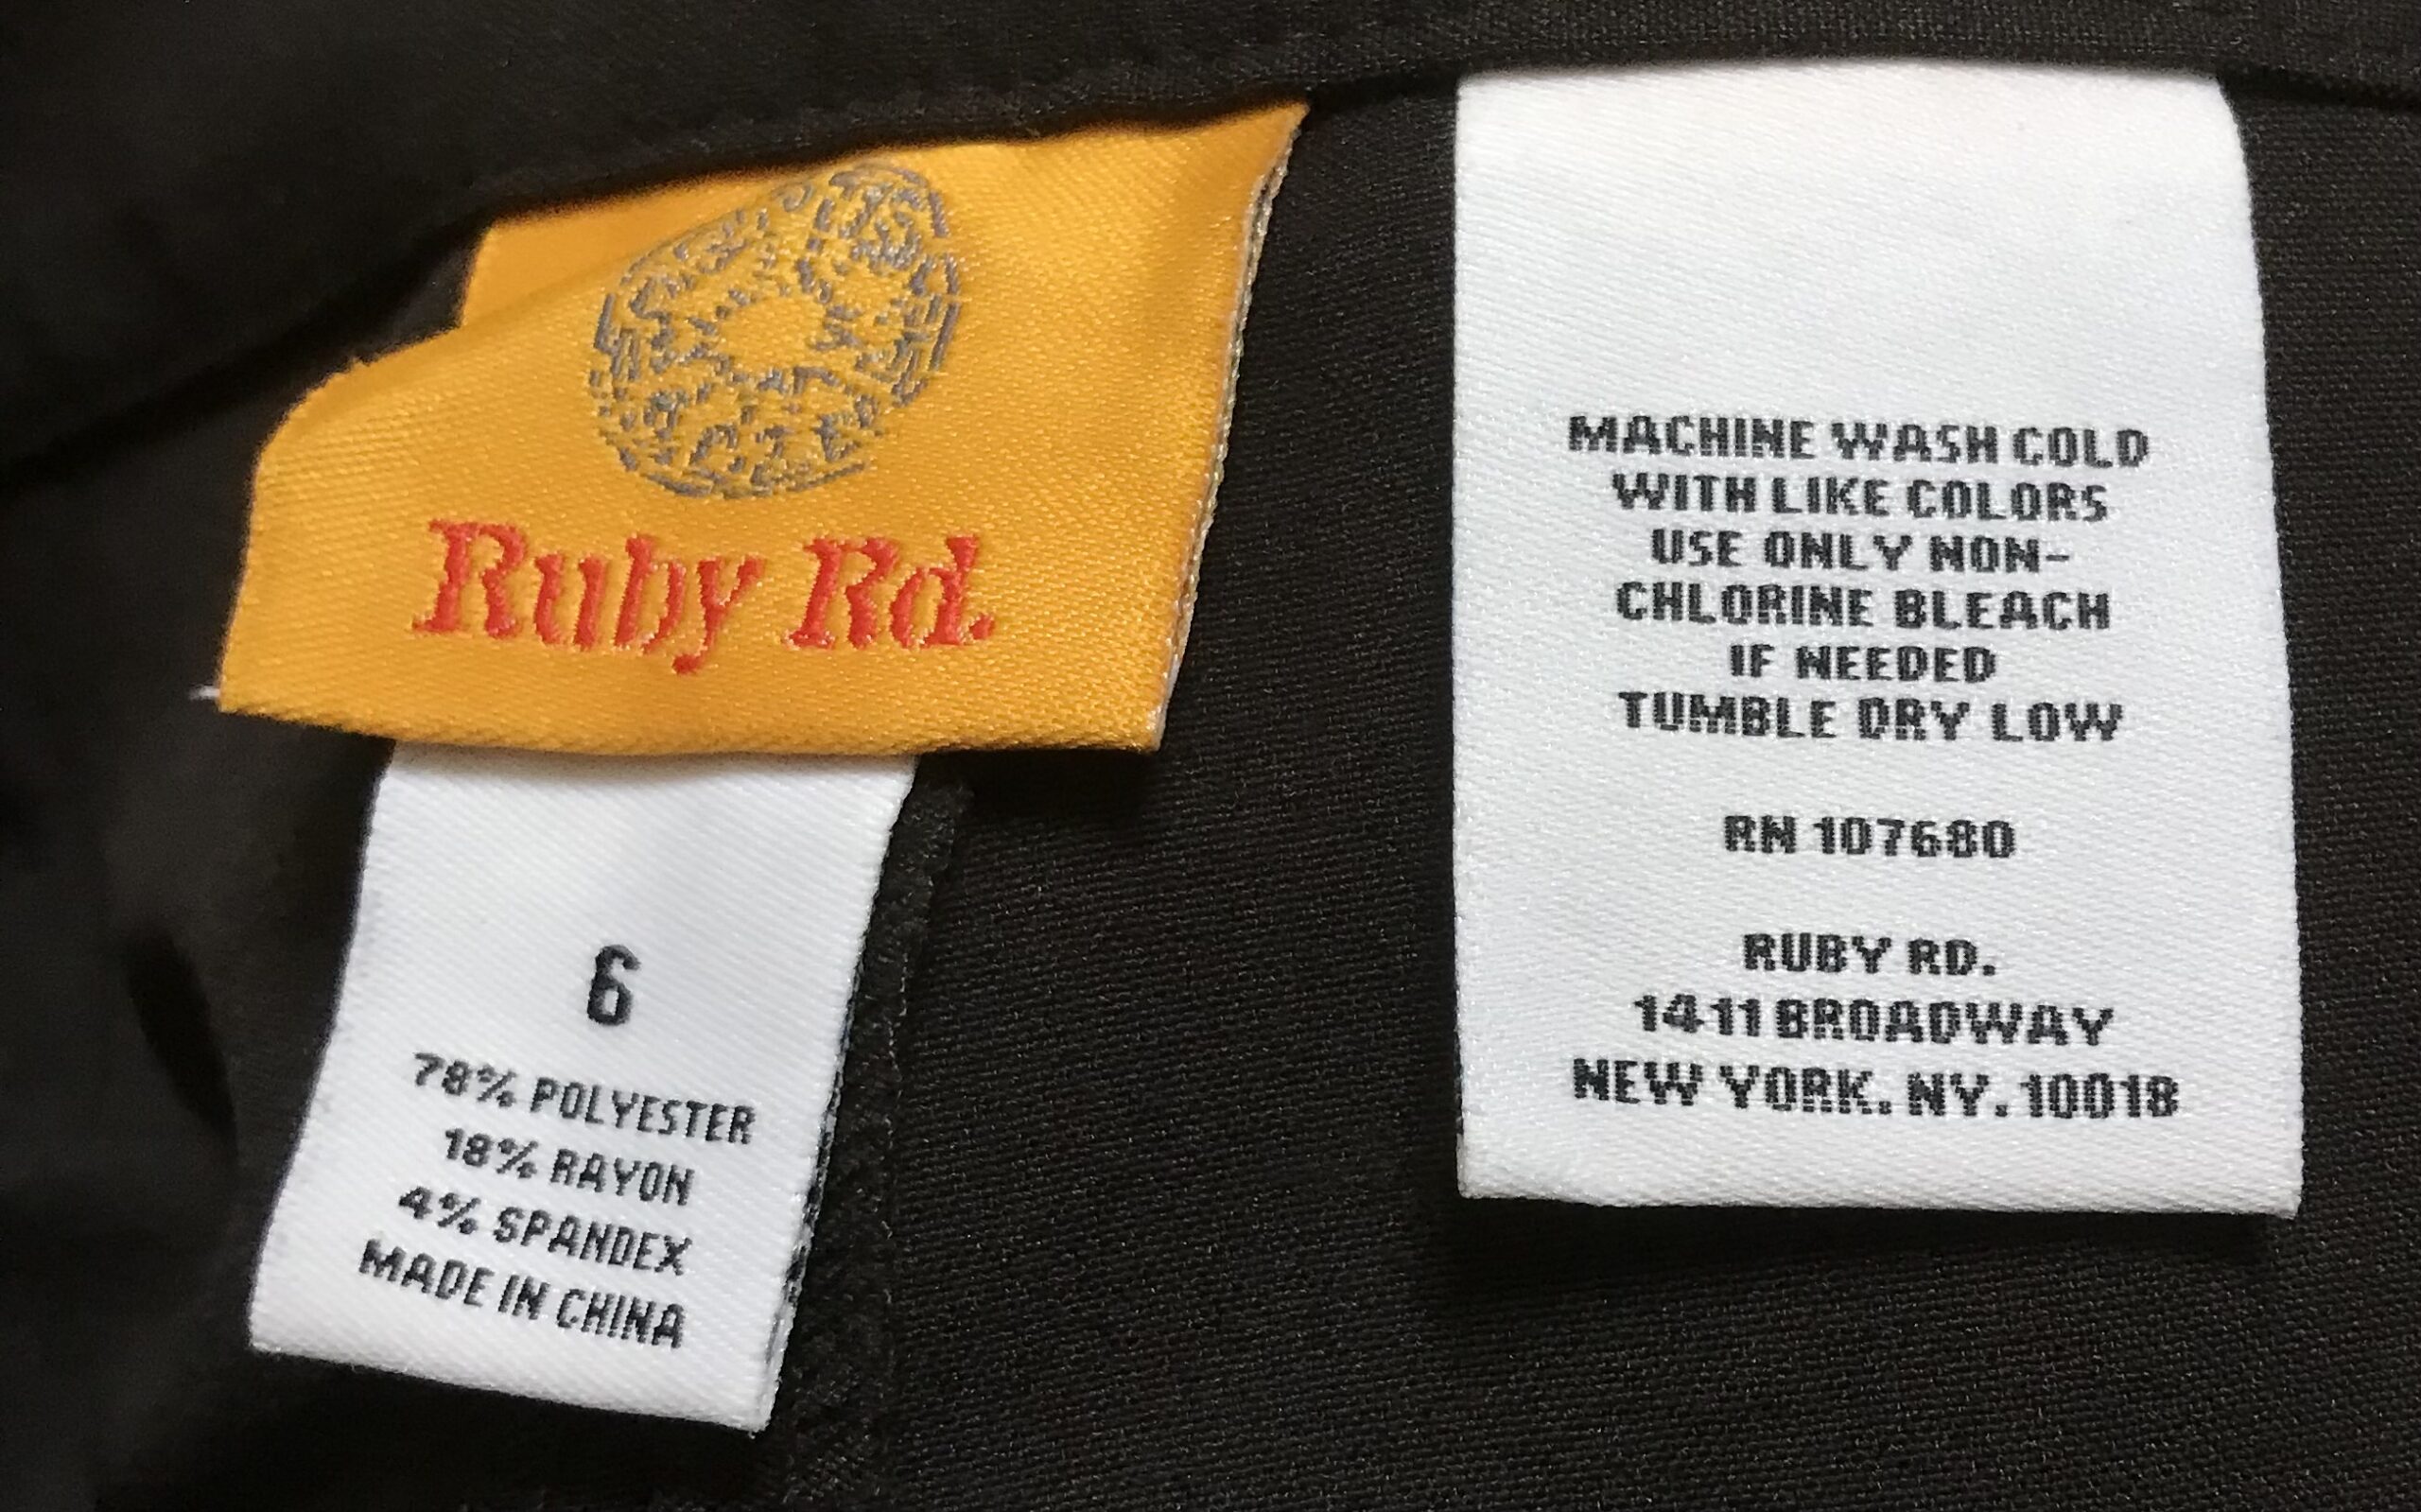 Ruby Rd.
6
78% POLYESTER
18% RAYON
4% SPANDEX
MADE IN CHINA
MACHINE WASH COLD
WITH LIKE COLORS
USE ONLY NON-
CHLORINE BLEACH
IF NEEDED
TUMBLE DRY LOW
RN 107680
RUBY RD.
1411 BROADWAY
NEW YORK. NY. 10018